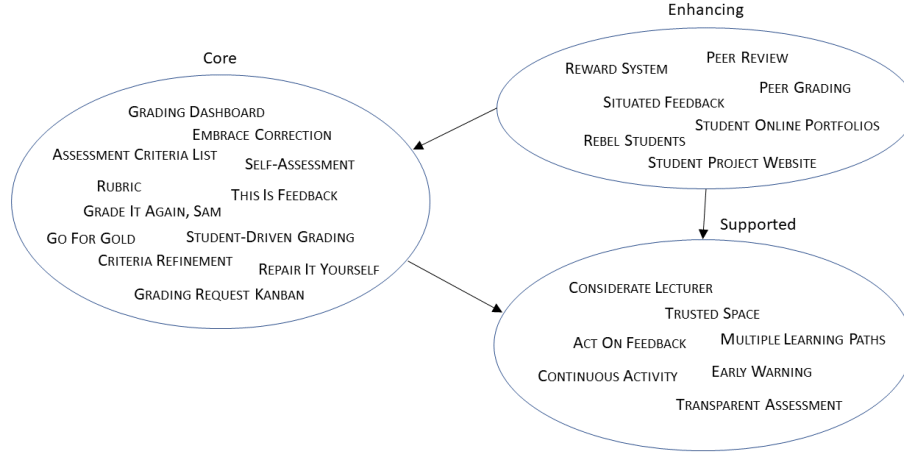 Core
GRADING DASHBOARD
EMBRACE CORRECTION
ASSESSMENT CRITERIA LIST
SELF-ASSESSMENT
RUBRIC
THIS IS FEEDBACK
GRADE IT AGAIN, SAM
GO FOR GOLD
STUDENT-DRIVEN GRADING
CRITERIA REFINEMENT
REPAIR IT YOURSELF
GRADING REQUEST KANBAN
Enhancing
PEER REVIEW
REWARD SYSTEM
PEER GRADING
SITUATED FEEDBACK
STUDENT ONLINE PORTFOLIOS
REBEL STUDENTS
STUDENT PROJECT WEBSITE
Supported
CONSIDERATE LECTURER
TRUSTED SPACE
ACT ON FEEDBACK
MULTIPLE LEARNING PATHS
CONTINUOUS ACTIVITY
EARLY WARNING
TRANSPARENT ASSESSMENT